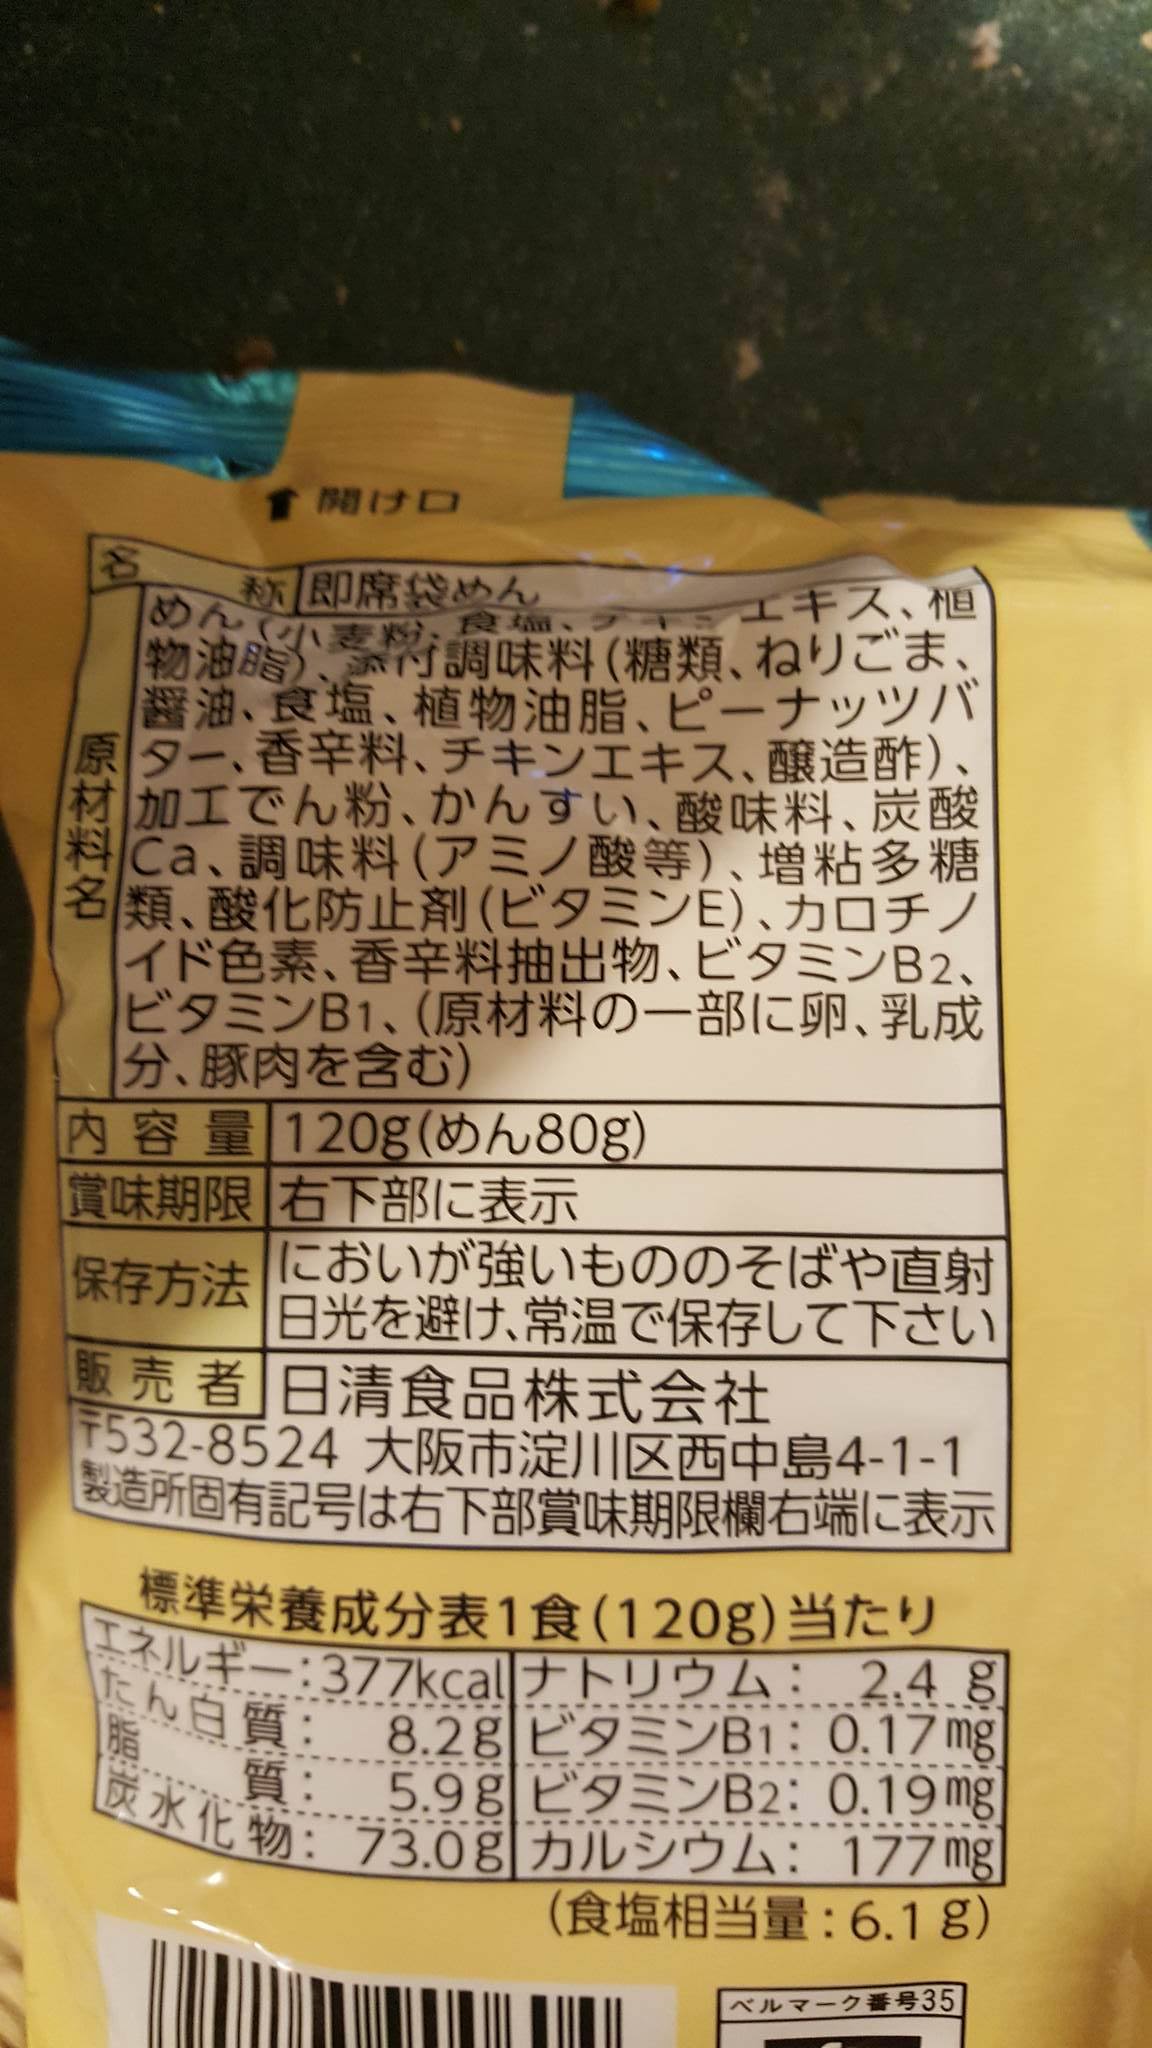 開け口
名称 即席袋めん
めん(小麦粉、食塩、チキンエキス、植
物油脂)、添付調味料(糖類、ねりごま、
醤油、食塩、植物油脂、ピーナッツバ
ター、香辛料、チキンエキス、醸造酢)、
加工でん粉、かんすい、酸味料、炭酸
Ca、調味料(アミノ酸等)、増粘多糖
類、酸化防止剤(ビタミンE)、カロチノ
イド色素、香辛料抽出物、ビタミンB2、
ビタミンB1、(原材料の一部に卵、乳成
分、豚肉を含む)
原材料名
内容量 120g(めん80g)
賞味期限 右下部に表示
保存方法 においが強いもののそばや直射
日光を避け、常温で保存して下さい
販売者 日清食品株式会社
〒532-8524 大阪市淀川区西中島4-1-1
製造所固有記号は右下部賞味期限欄右端に表示
標準栄養成分表1食(120g)当たり
エネルギー:377kcal ナトリウム: 2.4 g
たん白質: 8.2g ビタミンB1: 0.17mg
脂質: 5.9g ビタミンB2: 0.19mg
炭水化物: 73.0g カルシウム: 177mg
(食塩相当量:6.1 g)
ベルマーク番号35